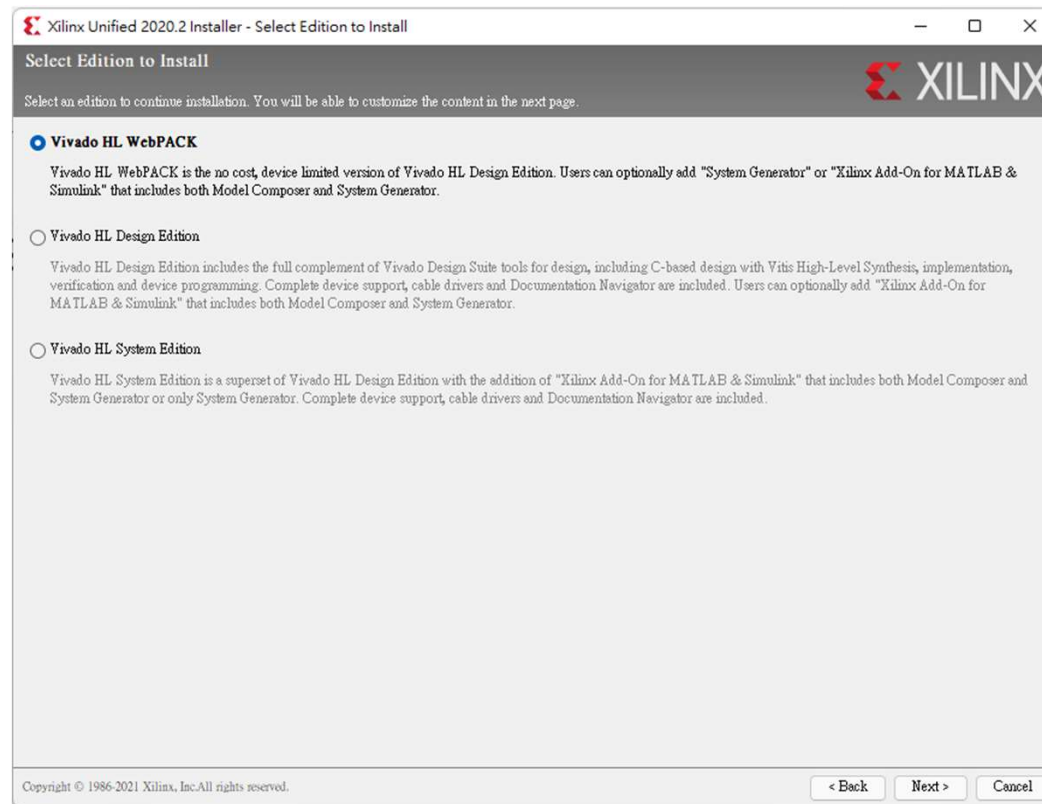 Xilinx Unified 2020.2 Installer - Select Edition to Install
Select Edition to Install
Select an edition to continue installation. You will be able to customize the content in the next page.
XILINX
Vivado HL WebPACK
Vivado HL WebPACK is the no cost, device limited version of Vivado HL Design Edition. Users can optionally add "System Generator" or "Xilinx Add-On for MATLAB &
Simulink" that includes both Model Composer and System Generator.
Vivado HL Design Edition
Vivado HL Design Edition includes the full complement of Vivado Design Suite tools for design, including C-based design with Vitis High-Level Synthesis, implementation,
verification and device programming. Complete device support, cable drivers and Documentation Navigator are included. Users can optionally add "Xilinx Add-On for
MATLAB & Simulink" that includes both Model Composer and System Generator.
Vivado HL System Edition
Vivado HL System Edition is a superset of Vivado HL Design Edition with the addition of "Xilinx Add-On for MATLAB & Simulink" that includes both Model Composer and
System Generator or only System Generator. Complete device support, cable drivers and Documentation Navigator are included.
Copyright © 1986-2021 Xilinx, Inc.All rights reserved.
< Back Next > Cancel